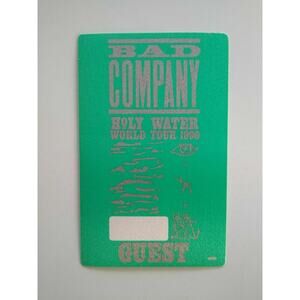 BAD
COMPANY
HOLY WATER
WORLD TOUR 1990
GUEST